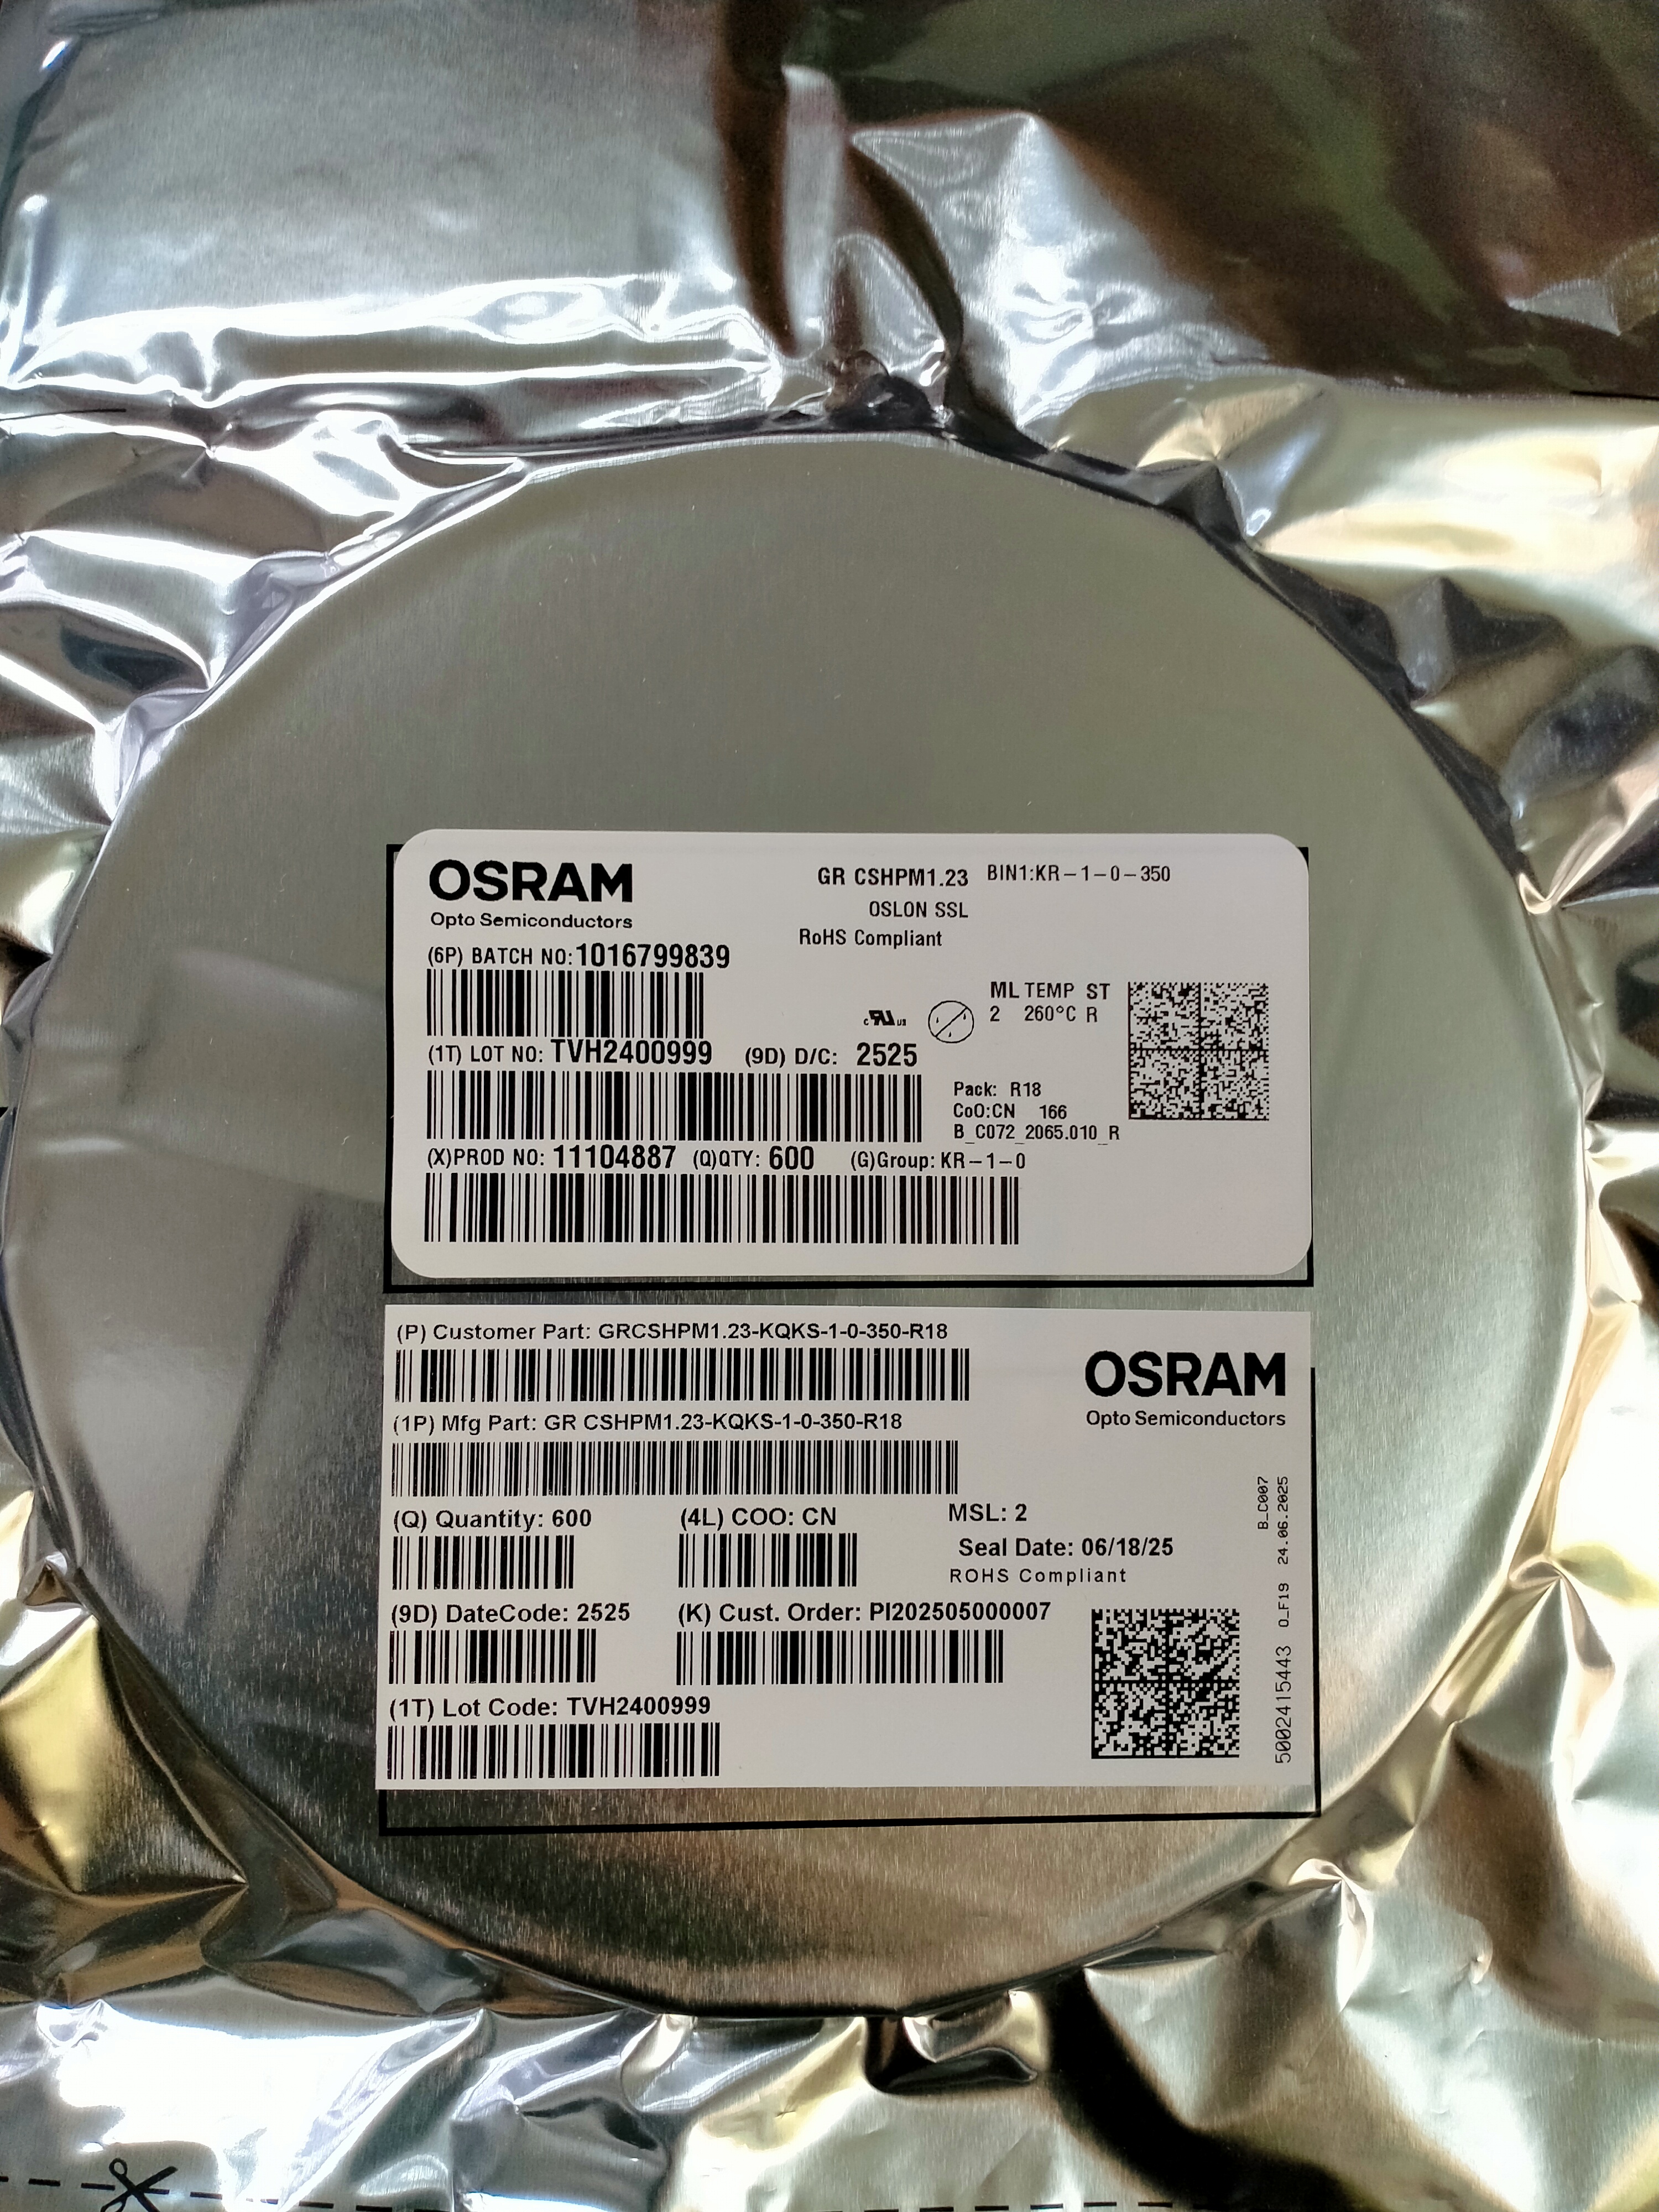 OSRAM
Opto Semiconductors
GR CSHPM1.23 BIN1:KR-1-0-350
OSLON SSL
RoHS Compliant
(6P) BATCH NO:1016799839
ML TEMP ST
2 260°C R
(1T) LOT NO: TVH2400999 (9D) D/C: 2525
Pack: R18
CoO:CN 166
B_C072_2065.010_R
(X)PROD NO: 11104887 (Q)QTY: 600 (G)Group: KR-1-0
(P) Customer Part: GRCSHPM1.23-KQKS-1-0-350-R18
OSRAM
Opto Semiconductors
(1P) Mfg Part: GR CSHPM1.23-KQKS-1-0-350-R18
(Q) Quantity: 600 (4L) COO: CN MSL: 2
Seal Date: 06/18/25
ROHS Compliant
(9D) DateCode: 2525 (K) Cust. Order: PI202505000007
(1T) Lot Code: TVH2400999
B_C007
5002415443 O_F19 24.06.2025